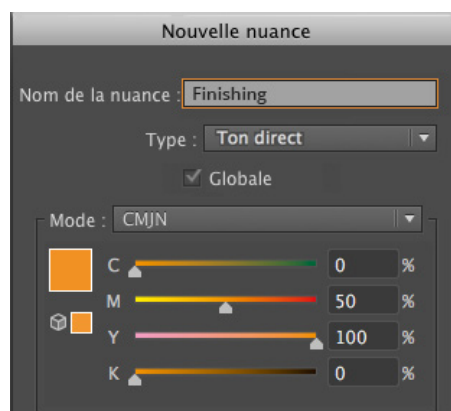 Nouvelle nuance
Nom de la nuance : Finishing
Type : Ton direct
Globale
Mode : CMJN
C 0 %
M 50 %
Y 100 %
K 0 %